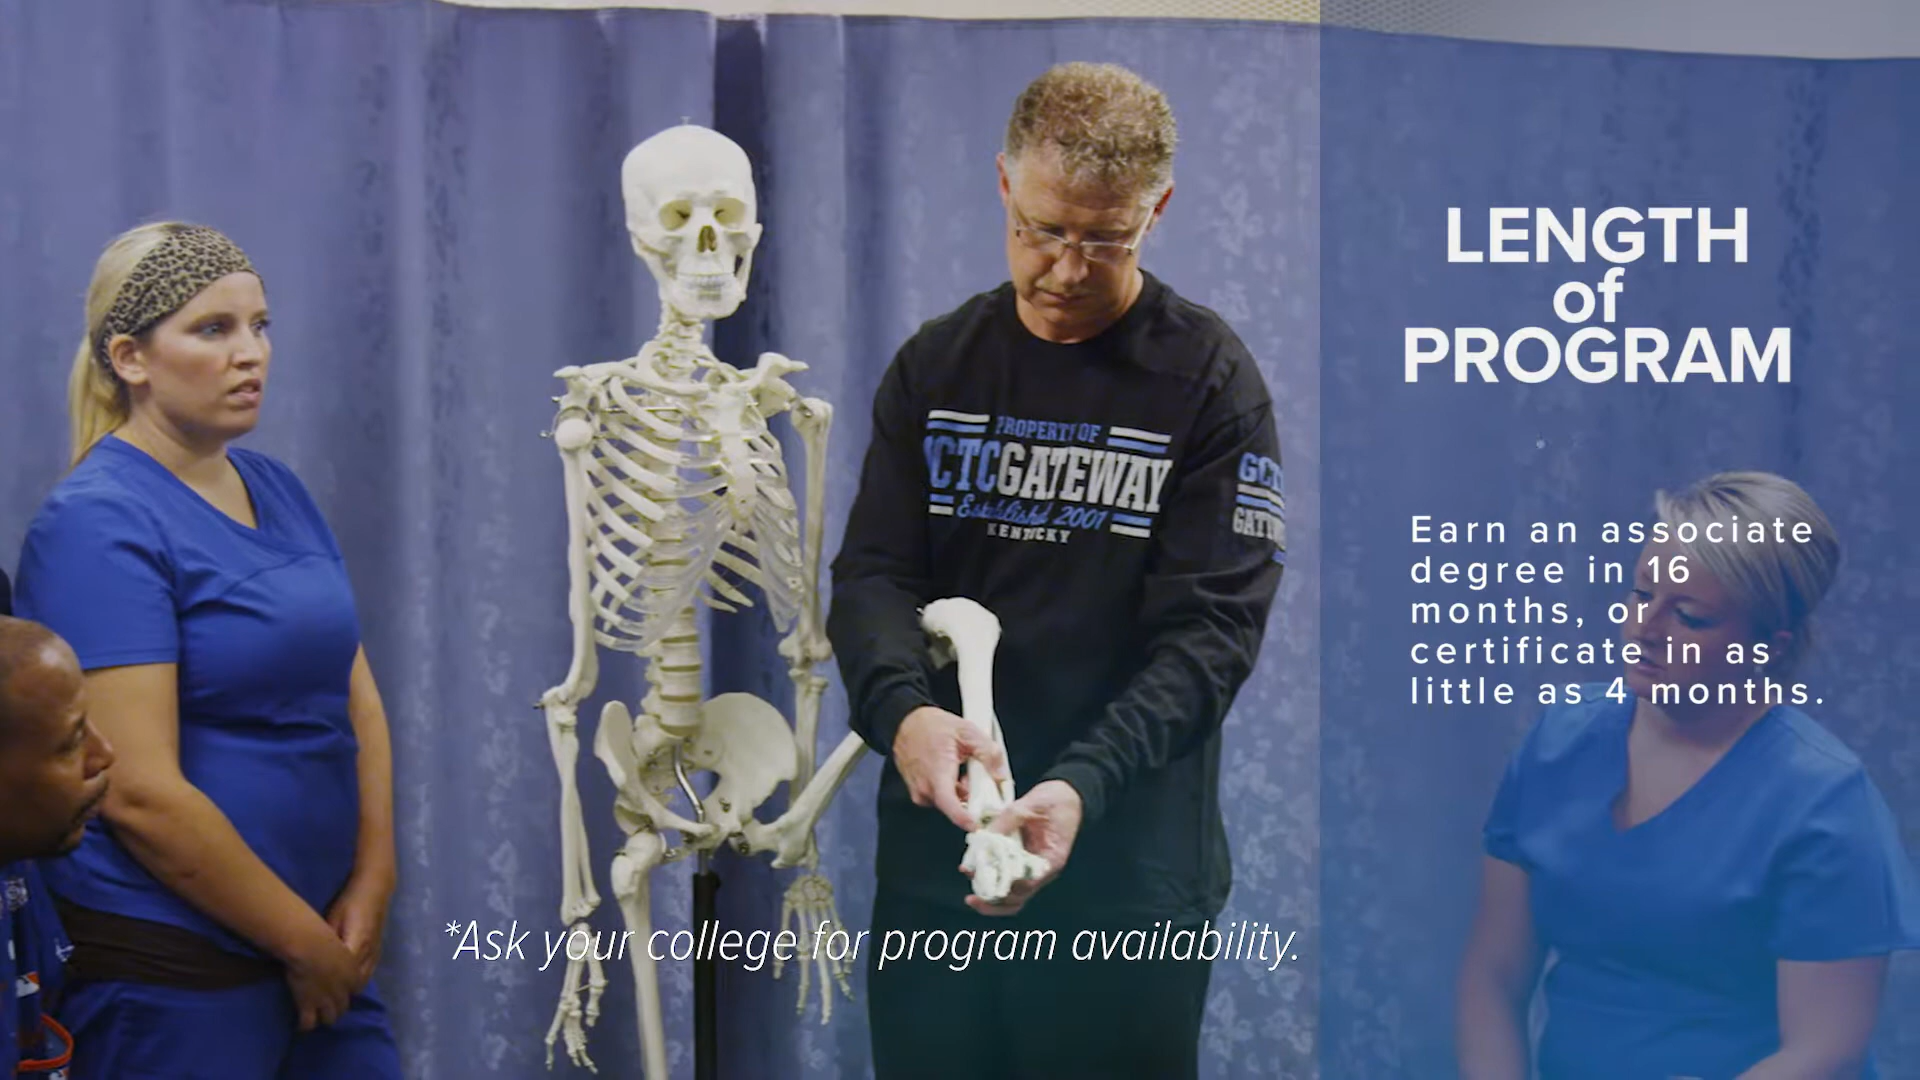 PROPERTY OF
CTCGATEWAY
Established 2001
KENTUCKY
LENGTH
of
PROGRAM
Earn an associate
degree in 16
months, or
certificate in as
little as 4 months.
*Ask your college for program availability.